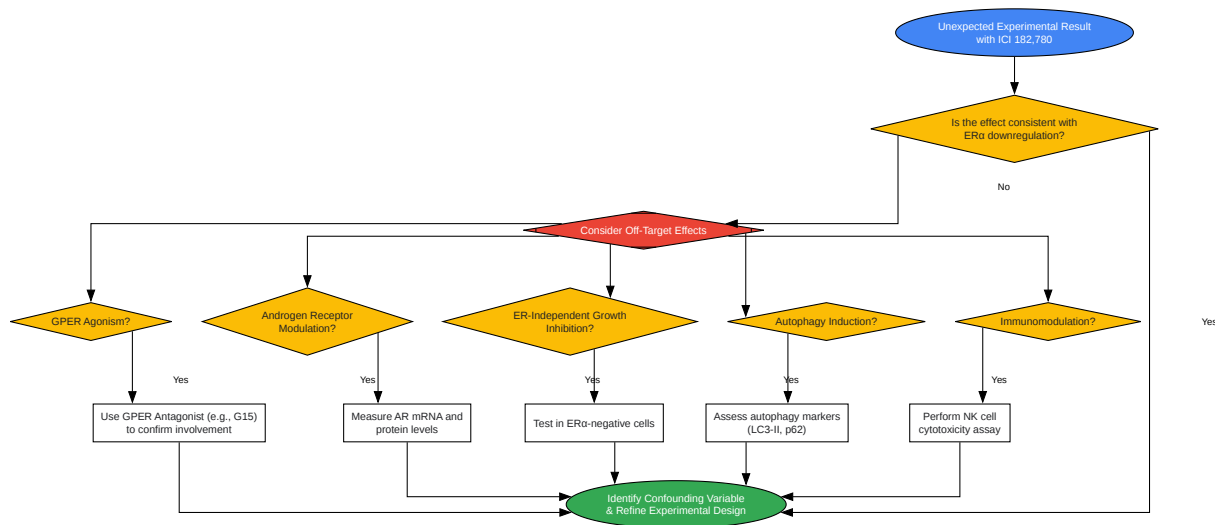 Unexpected Experimental Result
with ICI 182,780
Is the effect consistent with
ERα downregulation?
No
Consider Off-Target Effects
GPER Agonism?
Androgen Receptor
Modulation?
ER-Independent Growth
Inhibition?
Autophagy Induction?
Immunomodulation?
Yes
Yes
Yes
Yes
Yes
Yes
Use GPER Antagonist (e.g., G15)
to confirm involvement
Measure AR mRNA and
protein levels
Test in ERα-negative cells
Assess autophagy markers
(LC3-II, p62)
Perform NK cell
cytotoxicity assay
Identify Confounding Variable
& Refine Experimental Design